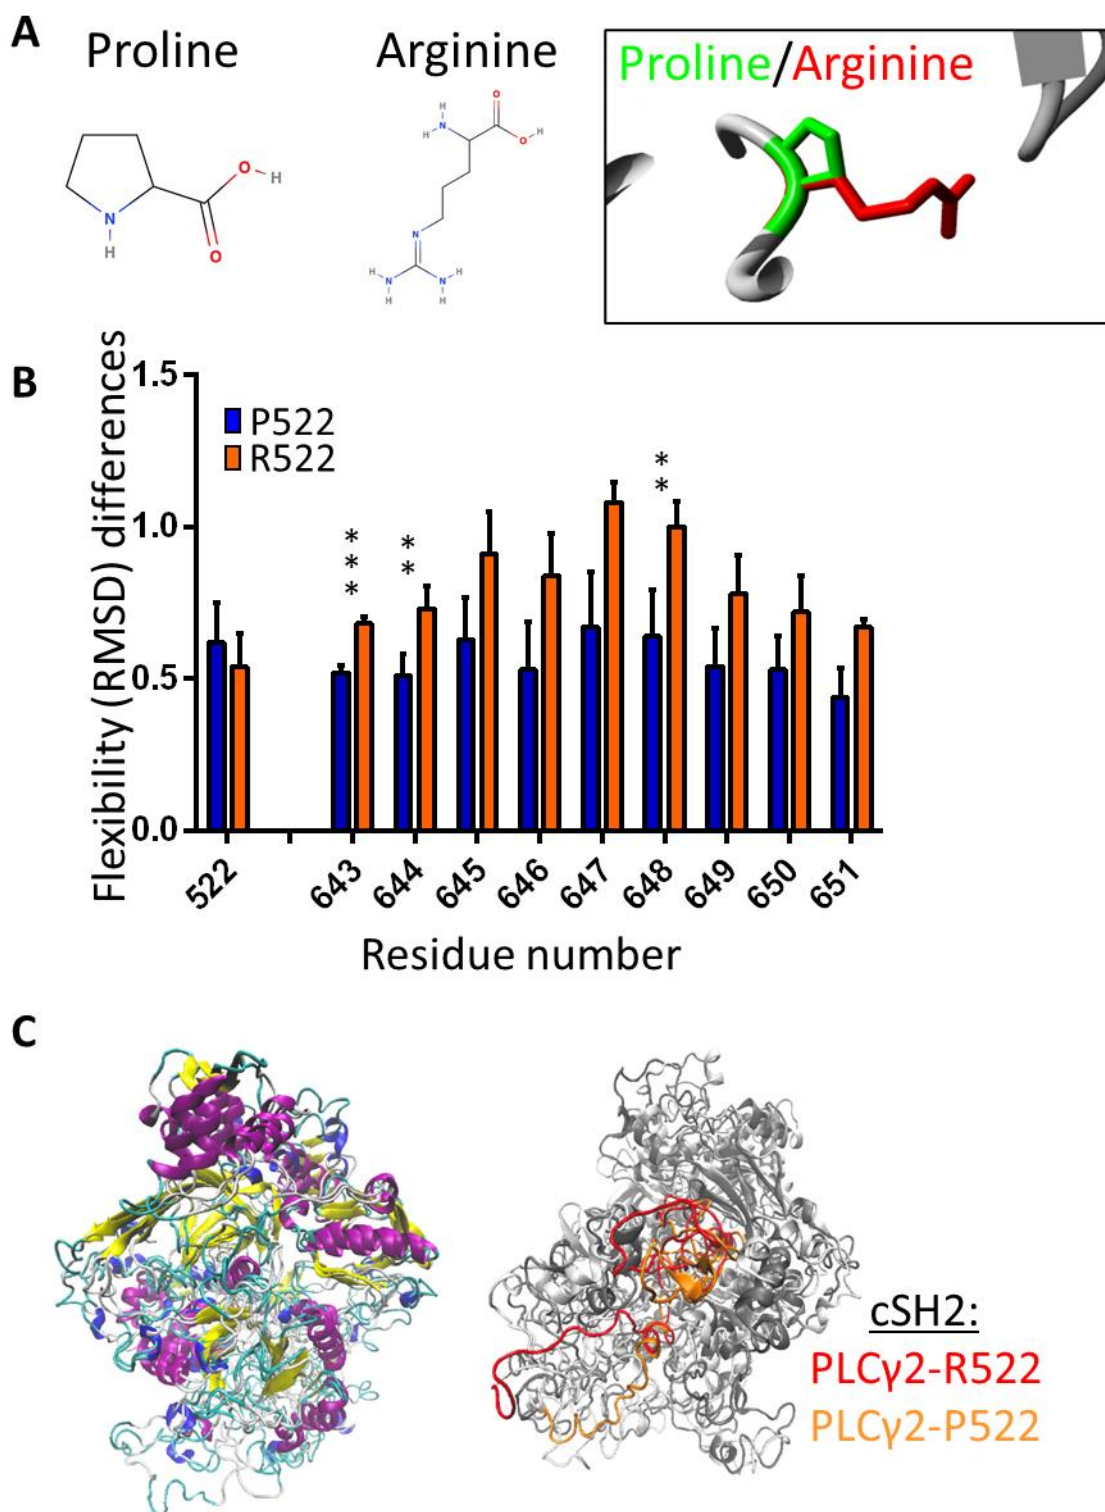 A
Proline
Arginine
Proline/Arginine
N
H
O
H
O
H
N
H
O
O
H
N
H
N
H
H
N
H
H
B
Flexibility (RMSD) differences
1.5
1.0
0.5
0.0
P522
R522
***
**
**
522
643
644
645
646
647
648
649
650
651
Residue number
C
cSH2:
PLCγ2-R522
PLCγ2-P522